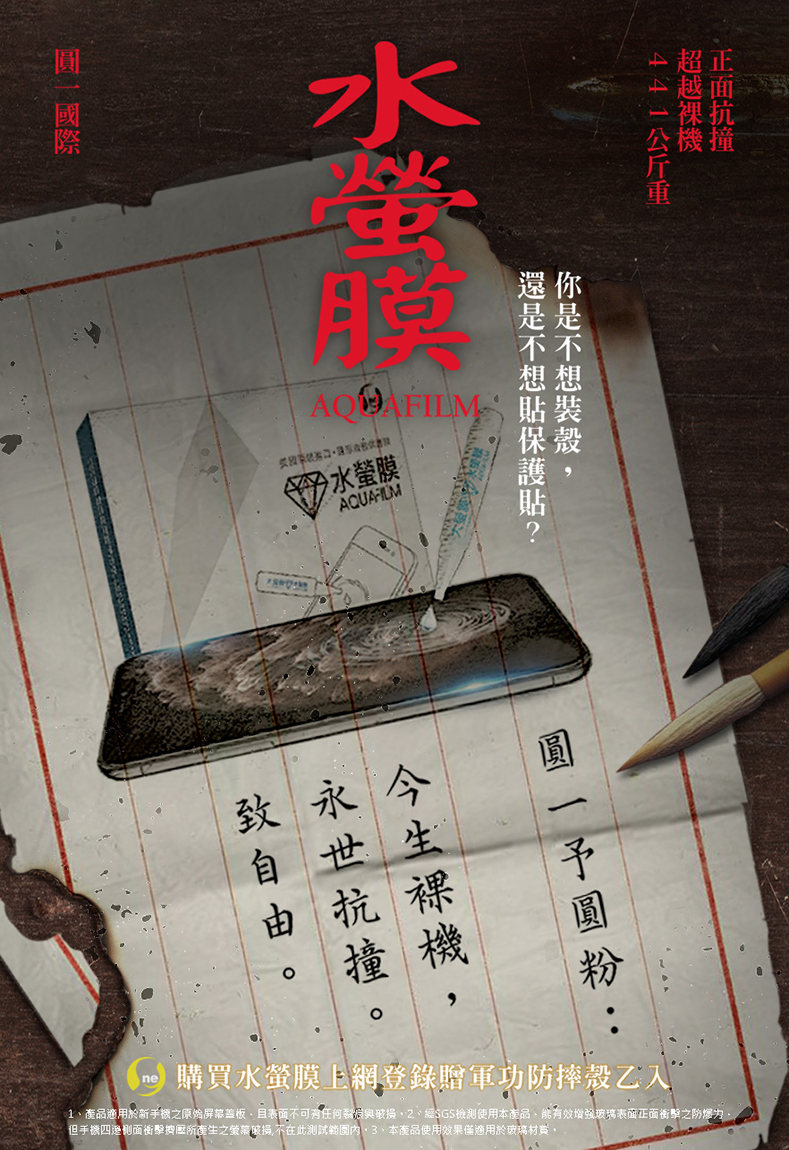 正面抗撞
超越裸機
441公斤重
圓一國際
水螢膜
AQUAFILM
你是不想裝殼，
還是不想貼保護貼？
水螢膜
AQUAFILM
圓一予圓粉：
今生裸機，
永世抗撞。
致自由。
One 購買水螢膜上網登錄贈軍功防摔殼乙入
1、產品適用於新手機之原始屏幕蓋板，且表面不可有任何裂痕與破損，2、經SGS檢測使用本產品，能有效增強玻璃表面正面衝擊之防爆力，
但手機四邊側面衝擊擠壓所產生之螢幕破損,不在此測試範圍內，3、本產品使用效果僅適用於玻璃材質。